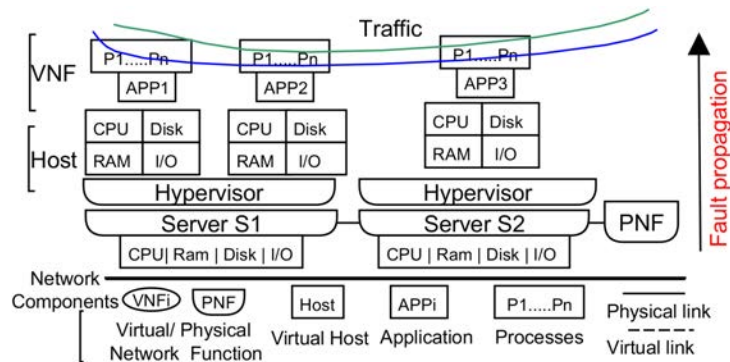 Traffic
VNF
P1.....Pn P1.....Pn P1.....Pn
APP1 APP2 APP3
Host
CPU Disk CPU Disk CPU Disk
RAM I/O RAM I/O RAM I/O
Hypervisor Hypervisor
Server S1 Server S2 PNF
CPU| Ram | Disk | I/O CPU | Ram | Disk | I/O
Fault propagation
Network
Components
VNFi PNF Host APPi P1.....Pn Physical link
Virtual/ Physical Virtual Host Application Processes Virtual link
Network Function